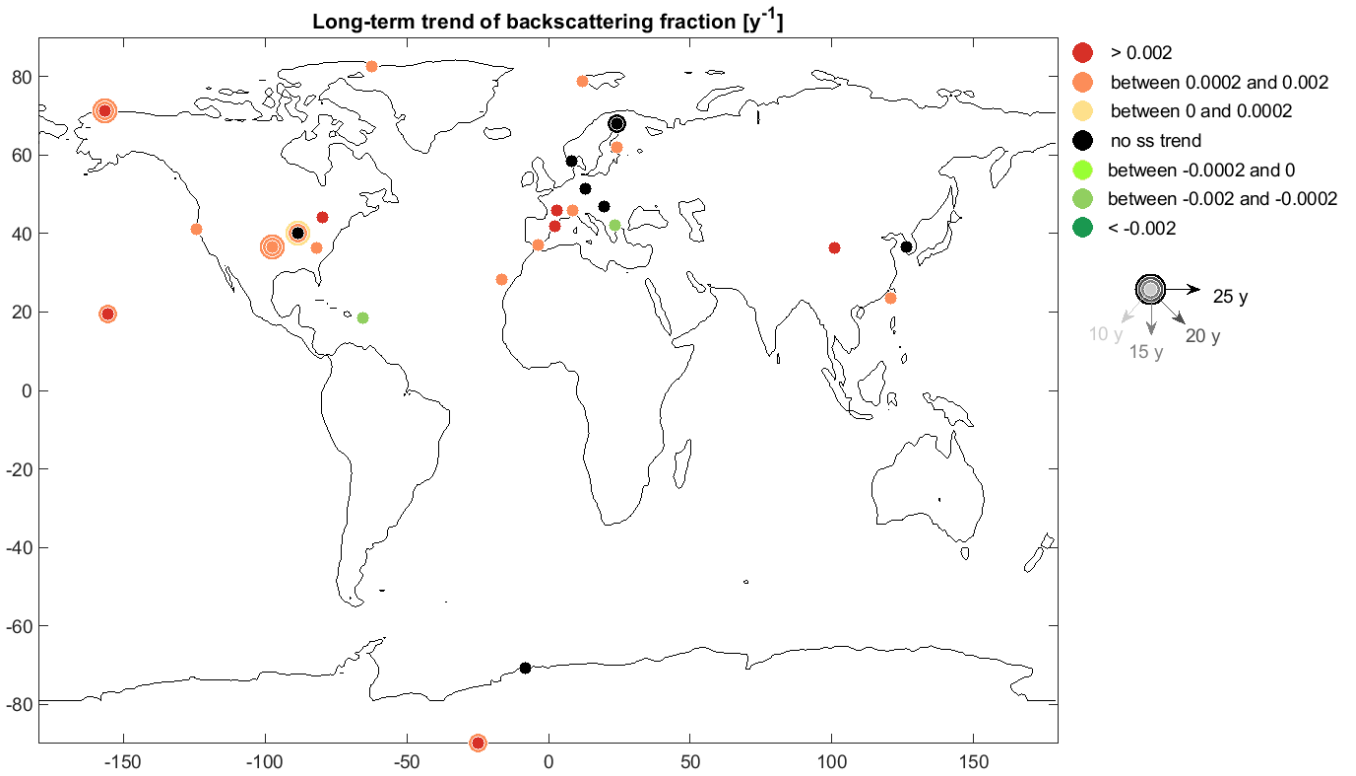 Long-term trend of backscattering fraction [y⁻¹]
> 0.002
between 0.0002 and 0.002
between 0 and 0.0002
no ss trend
between -0.0002 and 0
between -0.002 and -0.0002
< -0.002
25 y
20 y
15 y
10 y
80
60
40
20
0
-20
-40
-60
-80
-150 -100 -50 0 50 100 150